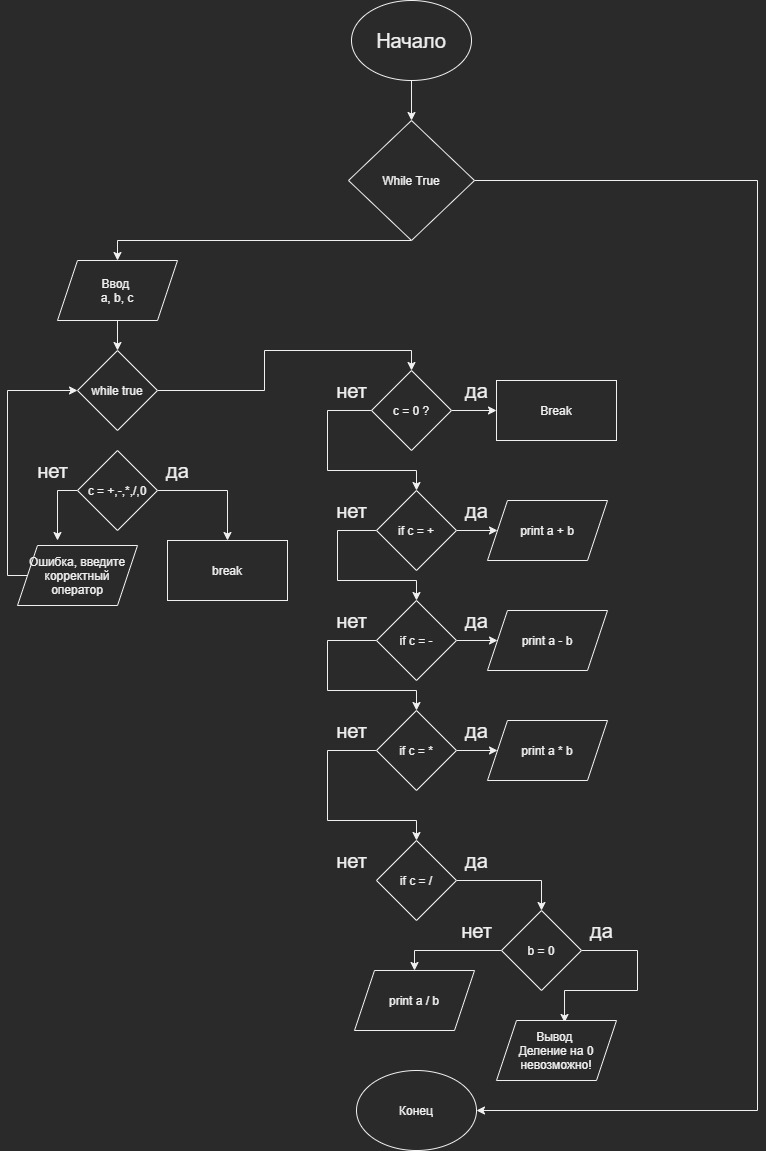 Начало
While True
Ввод
a, b, c
while true
нет
да
c = 0 ?
Break
нет
да
c = +,-,*,/,0
Ошибка, введите
корректный
оператор
break
нет
да
if c = +
print a + b
нет
да
if c = -
print a - b
нет
да
if c = *
print a * b
нет
да
if c = /
нет
да
b = 0
print a / b
Вывод
Деление на 0
невозможно!
Конец